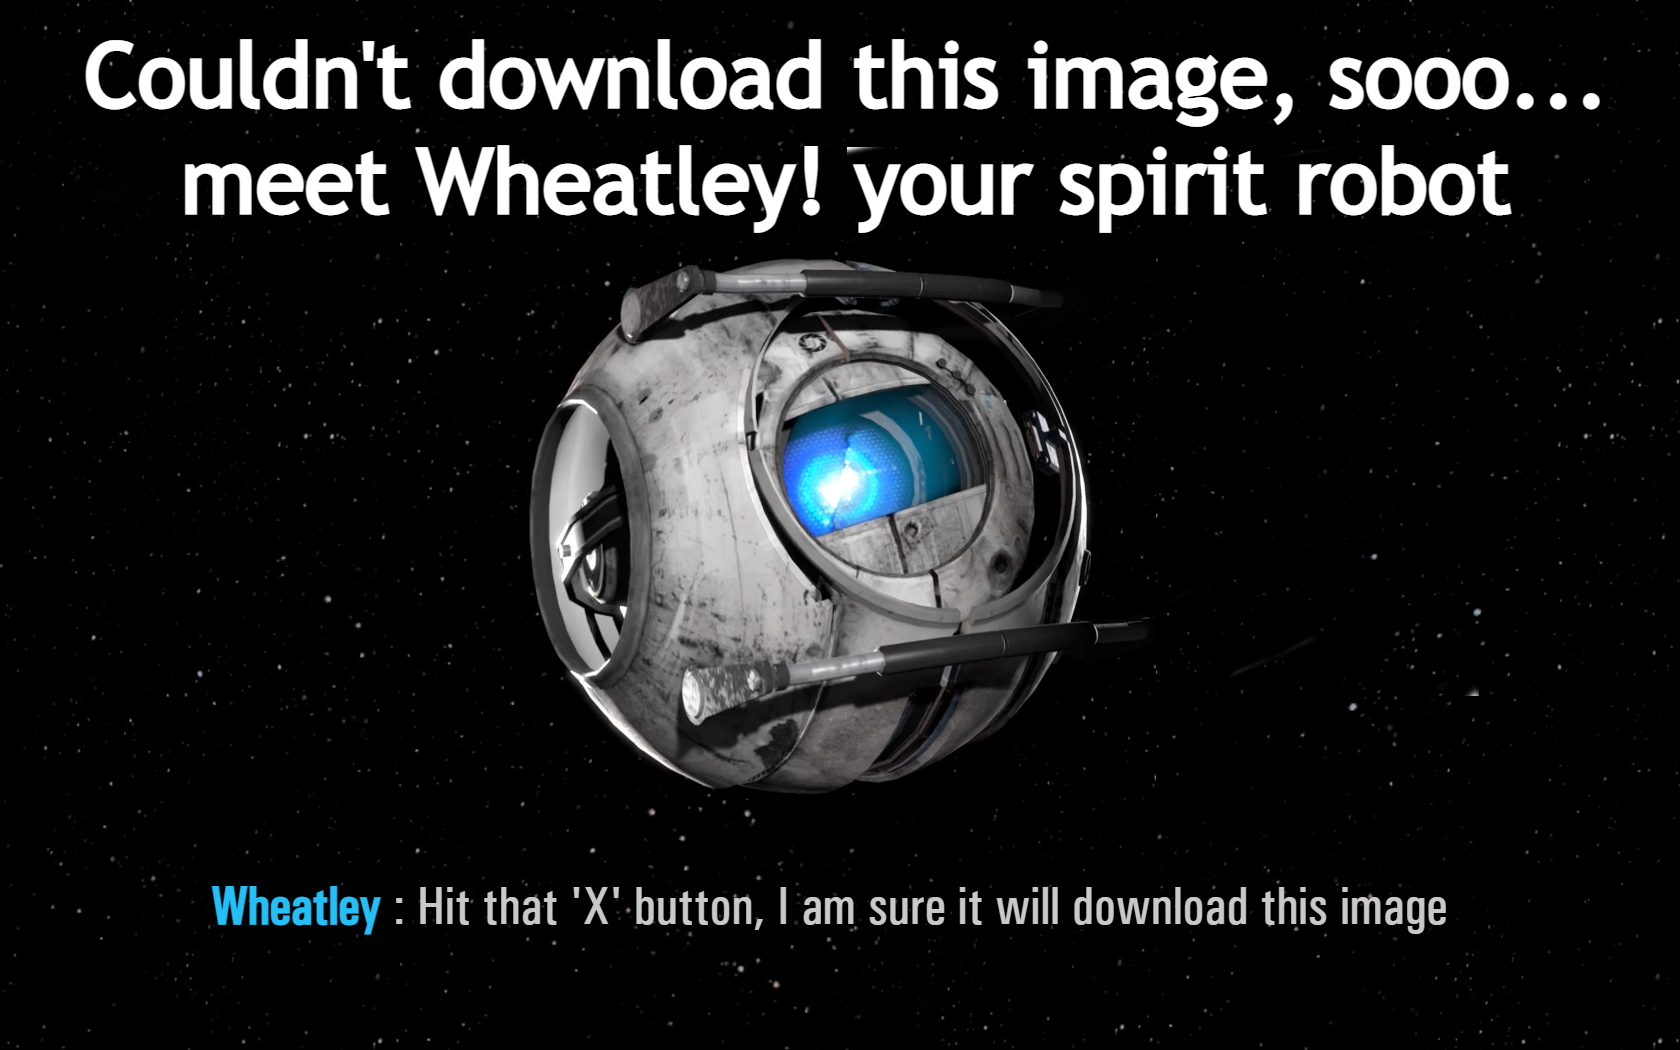 Couldn't download this image, sooo...
meet Wheatley! your spirit robot
Wheatley : Hit that 'X' button, I am sure it will download this image